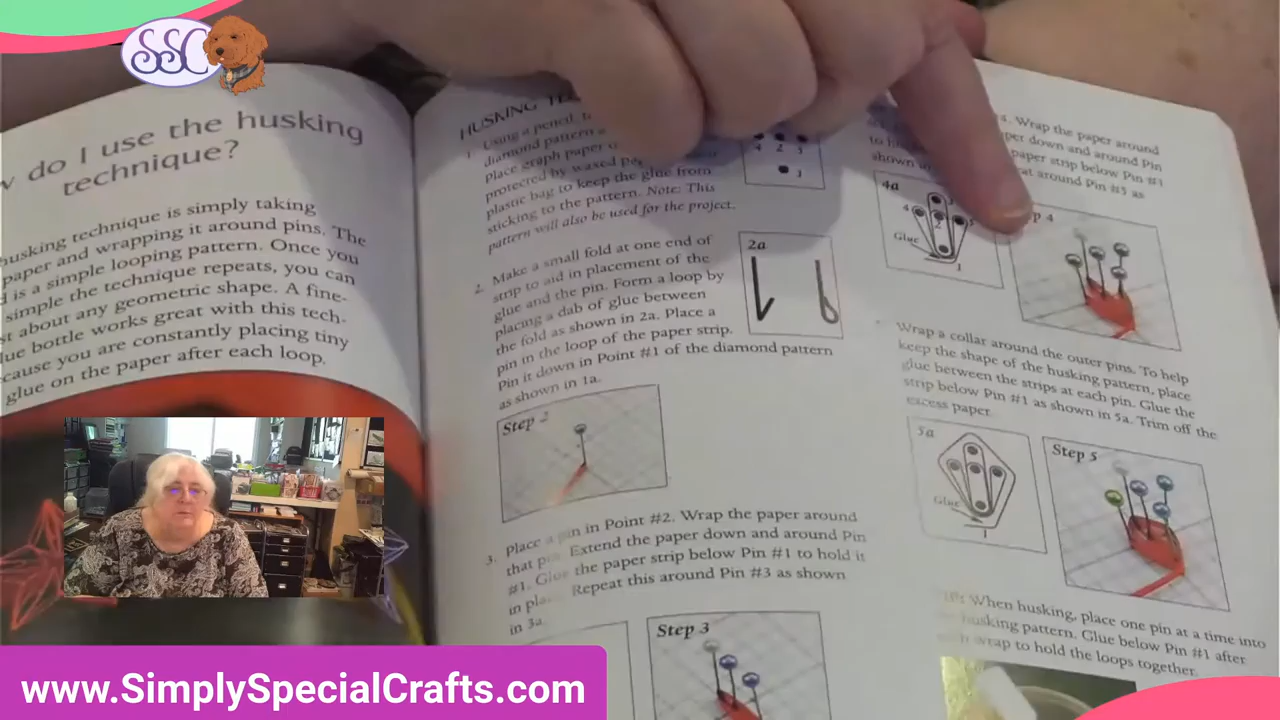 SSC
do I use the husking
technique?
husking technique is simply taking
paper and wrapping it around pins. The
is a simple looping pattern. Once you
simple the technique repeats, you can
just about any geometric shape. A fine-
glue bottle works great with this tech-
because you are constantly placing tiny
glue on the paper after each loop.
HUSKING
1. Using a pencil,
diamond pattern
place graph paper
protected by waxed
plastic bag to keep the glue from
sticking to the pattern. Note: This
pattern will also be used for the project.
4 2 5
1
2. Make a small fold at one end of
strip to aid in placement of the
glue and the pin. Form a loop by
placing a dab of glue between
the fold as shown in 2a. Place a
pin in the loop of the paper strip.
Pin it down in Point #1 of the diamond pattern
as shown in 1a.
2a
Step 2
3. Place a pin in Point #2. Wrap the paper around
that Extend the paper down and around Pin
#1. Glue the paper strip below Pin #1 to hold it
in Repeat this around Pin #3 as shown
in 3a.
Step 3
4. Wrap the paper around
down and around Pin
paper strip below Pin #1
around Pin #5 as
shown
4a
4
2
5
Glue
1
4
Wrap a collar around the outer pins. To help
keep the shape of the husking pattern, place
glue between the strips at each pin. Glue the
strip below Pin #1 as shown in 5a. Trim off the
excess paper.
5a
Glue
1
Step 5
When husking, place one pin at a time into
husking pattern. Glue below Pin #1 after
wrap to hold the loops together.
www.SimplySpecialCrafts.com